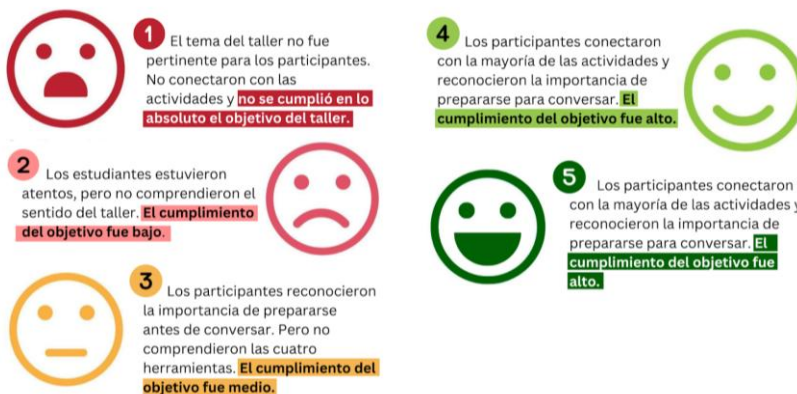 1 El tema del taller no fue
pertinente para los participantes.
No conectaron con las
actividades y no se cumplió en lo
absoluto el objetivo del taller.
2 Los estudiantes estuvieron
atentos, pero no comprendieron el
sentido del taller. El cumplimiento
del objetivo fue bajo.
3 Los participantes reconocieron
la importancia de prepararse
antes de conversar. Pero no
comprendieron las cuatro
herramientas. El cumplimiento del
objetivo fue medio.
4 Los participantes conectaron
con la mayoría de las actividades y
reconocieron la importancia de
prepararse para conversar. El
cumplimiento del objetivo fue alto.
5 Los participantes conectaron
con la mayoría de las actividades y
reconocieron la importancia de
prepararse para conversar. El
cumplimiento del objetivo fue
alto.